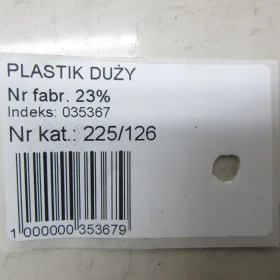 PLASTIK DUŻY
Nr fabr. 23%
Indeks: 035367
Nr kat.: 225/126
1 000000 353679